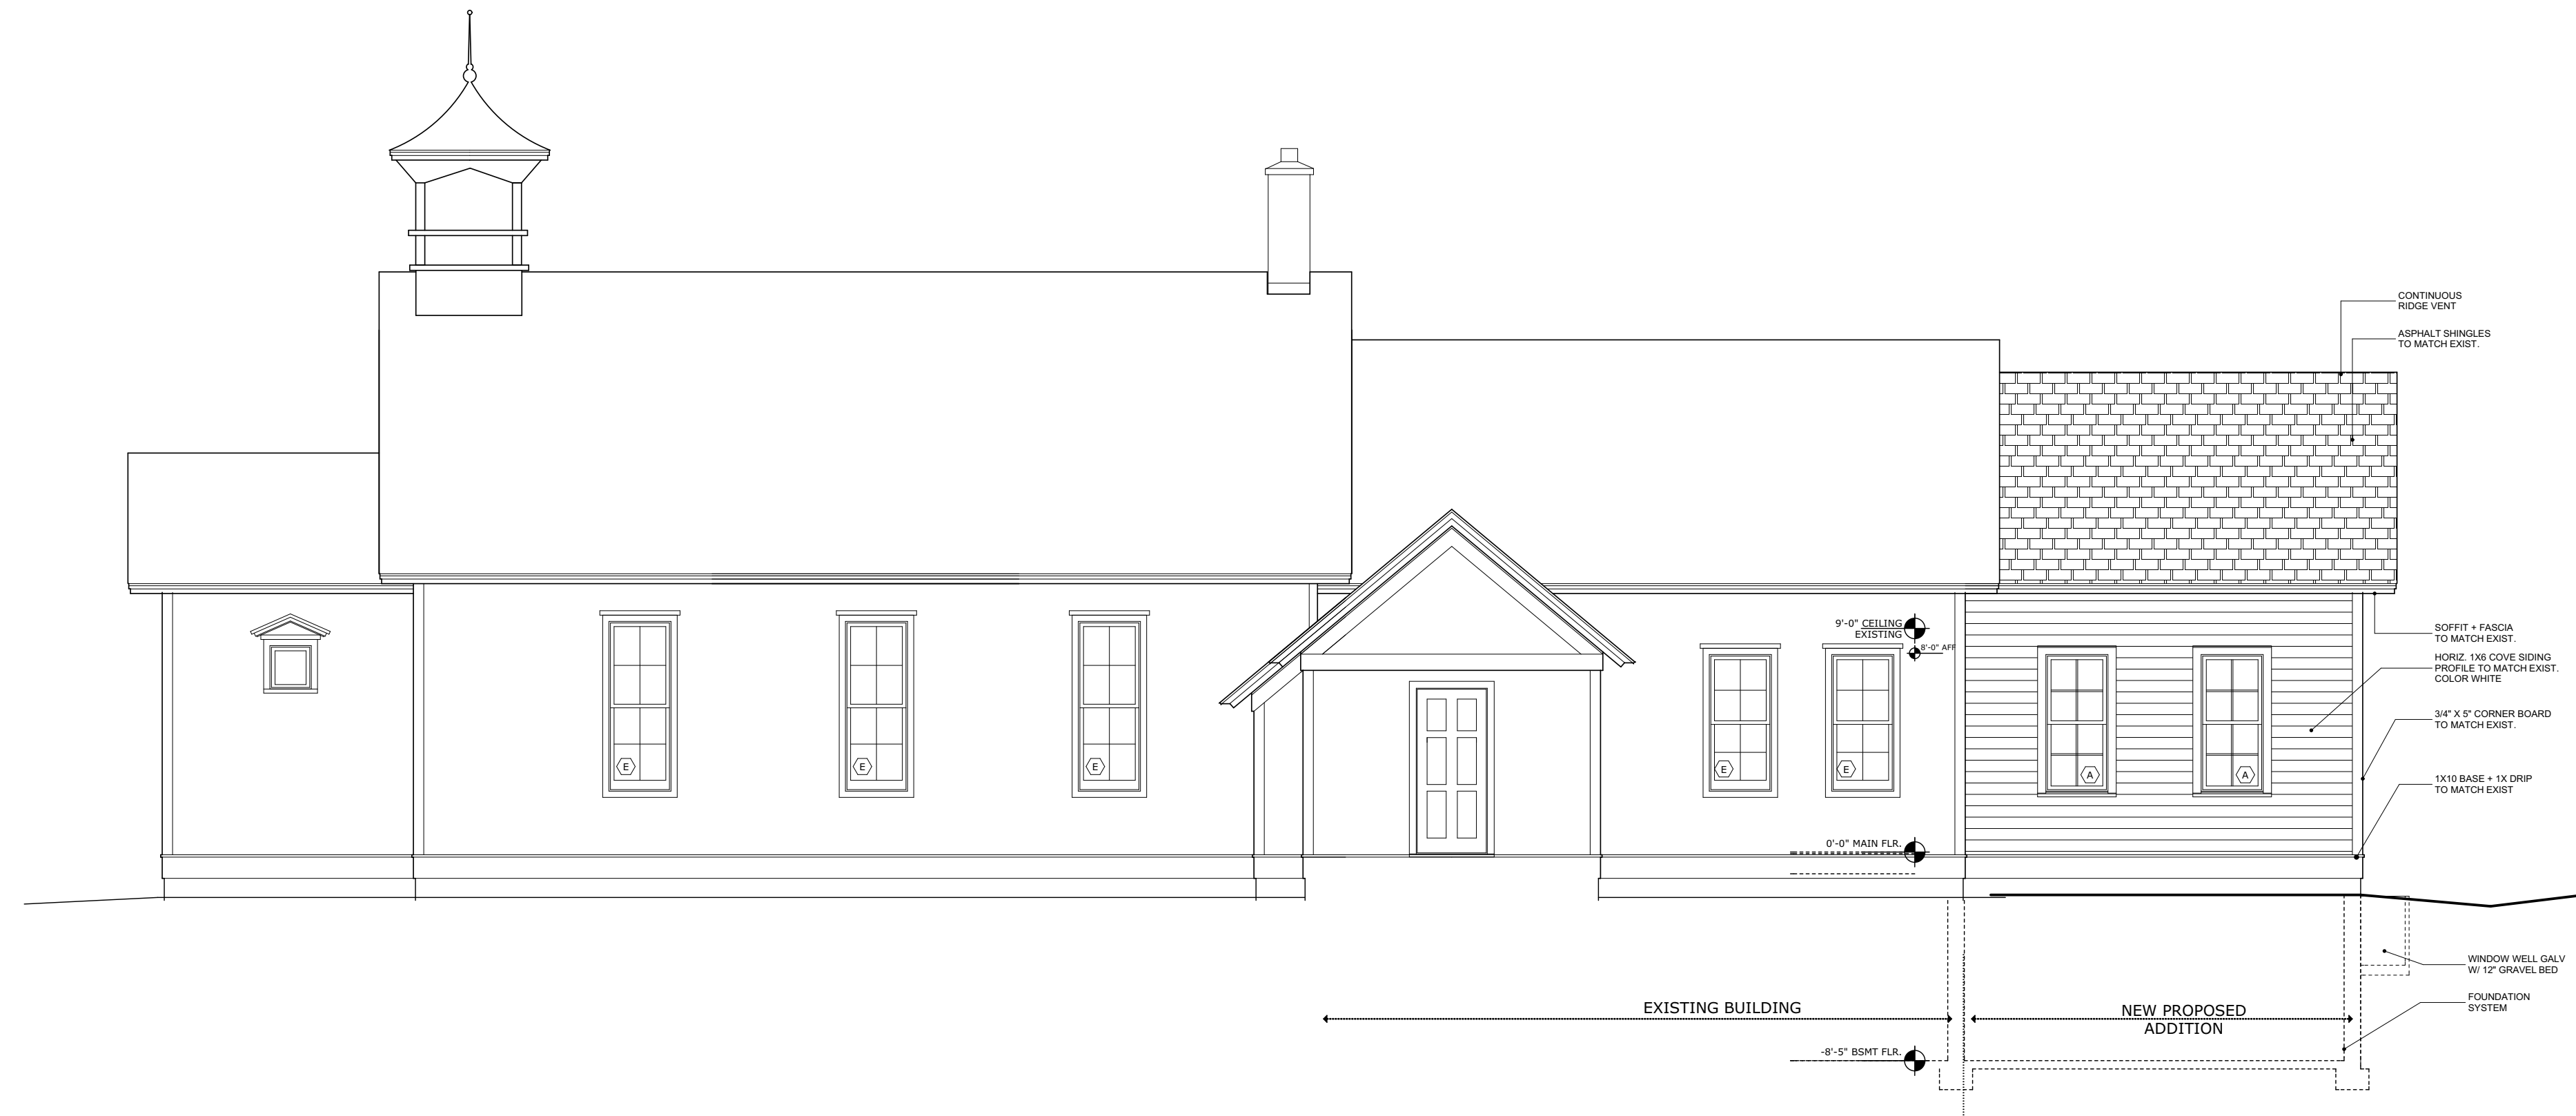 CONTINUOUS
RIDGE VENT
ASPHALT SHINGLES
TO MATCH EXIST.
9'-0" CEILING
EXISTING
8'-0" AFF
SOFFIT + FASCIA
TO MATCH EXIST.
HORIZ. 1X6 COVE SIDING
PROFILE TO MATCH EXIST.
COLOR WHITE
3/4" X 5" CORNER BOARD
TO MATCH EXIST.
E
E
E
E
E
A
A
1X10 BASE + 1X DRIP
TO MATCH EXIST
0'-0" MAIN FLR.
WINDOW WELL GALV
W/ 12" GRAVEL BED
FOUNDATION
SYSTEM
EXISTING BUILDING
NEW PROPOSED
ADDITION
-8'-5" BSMT FLR.